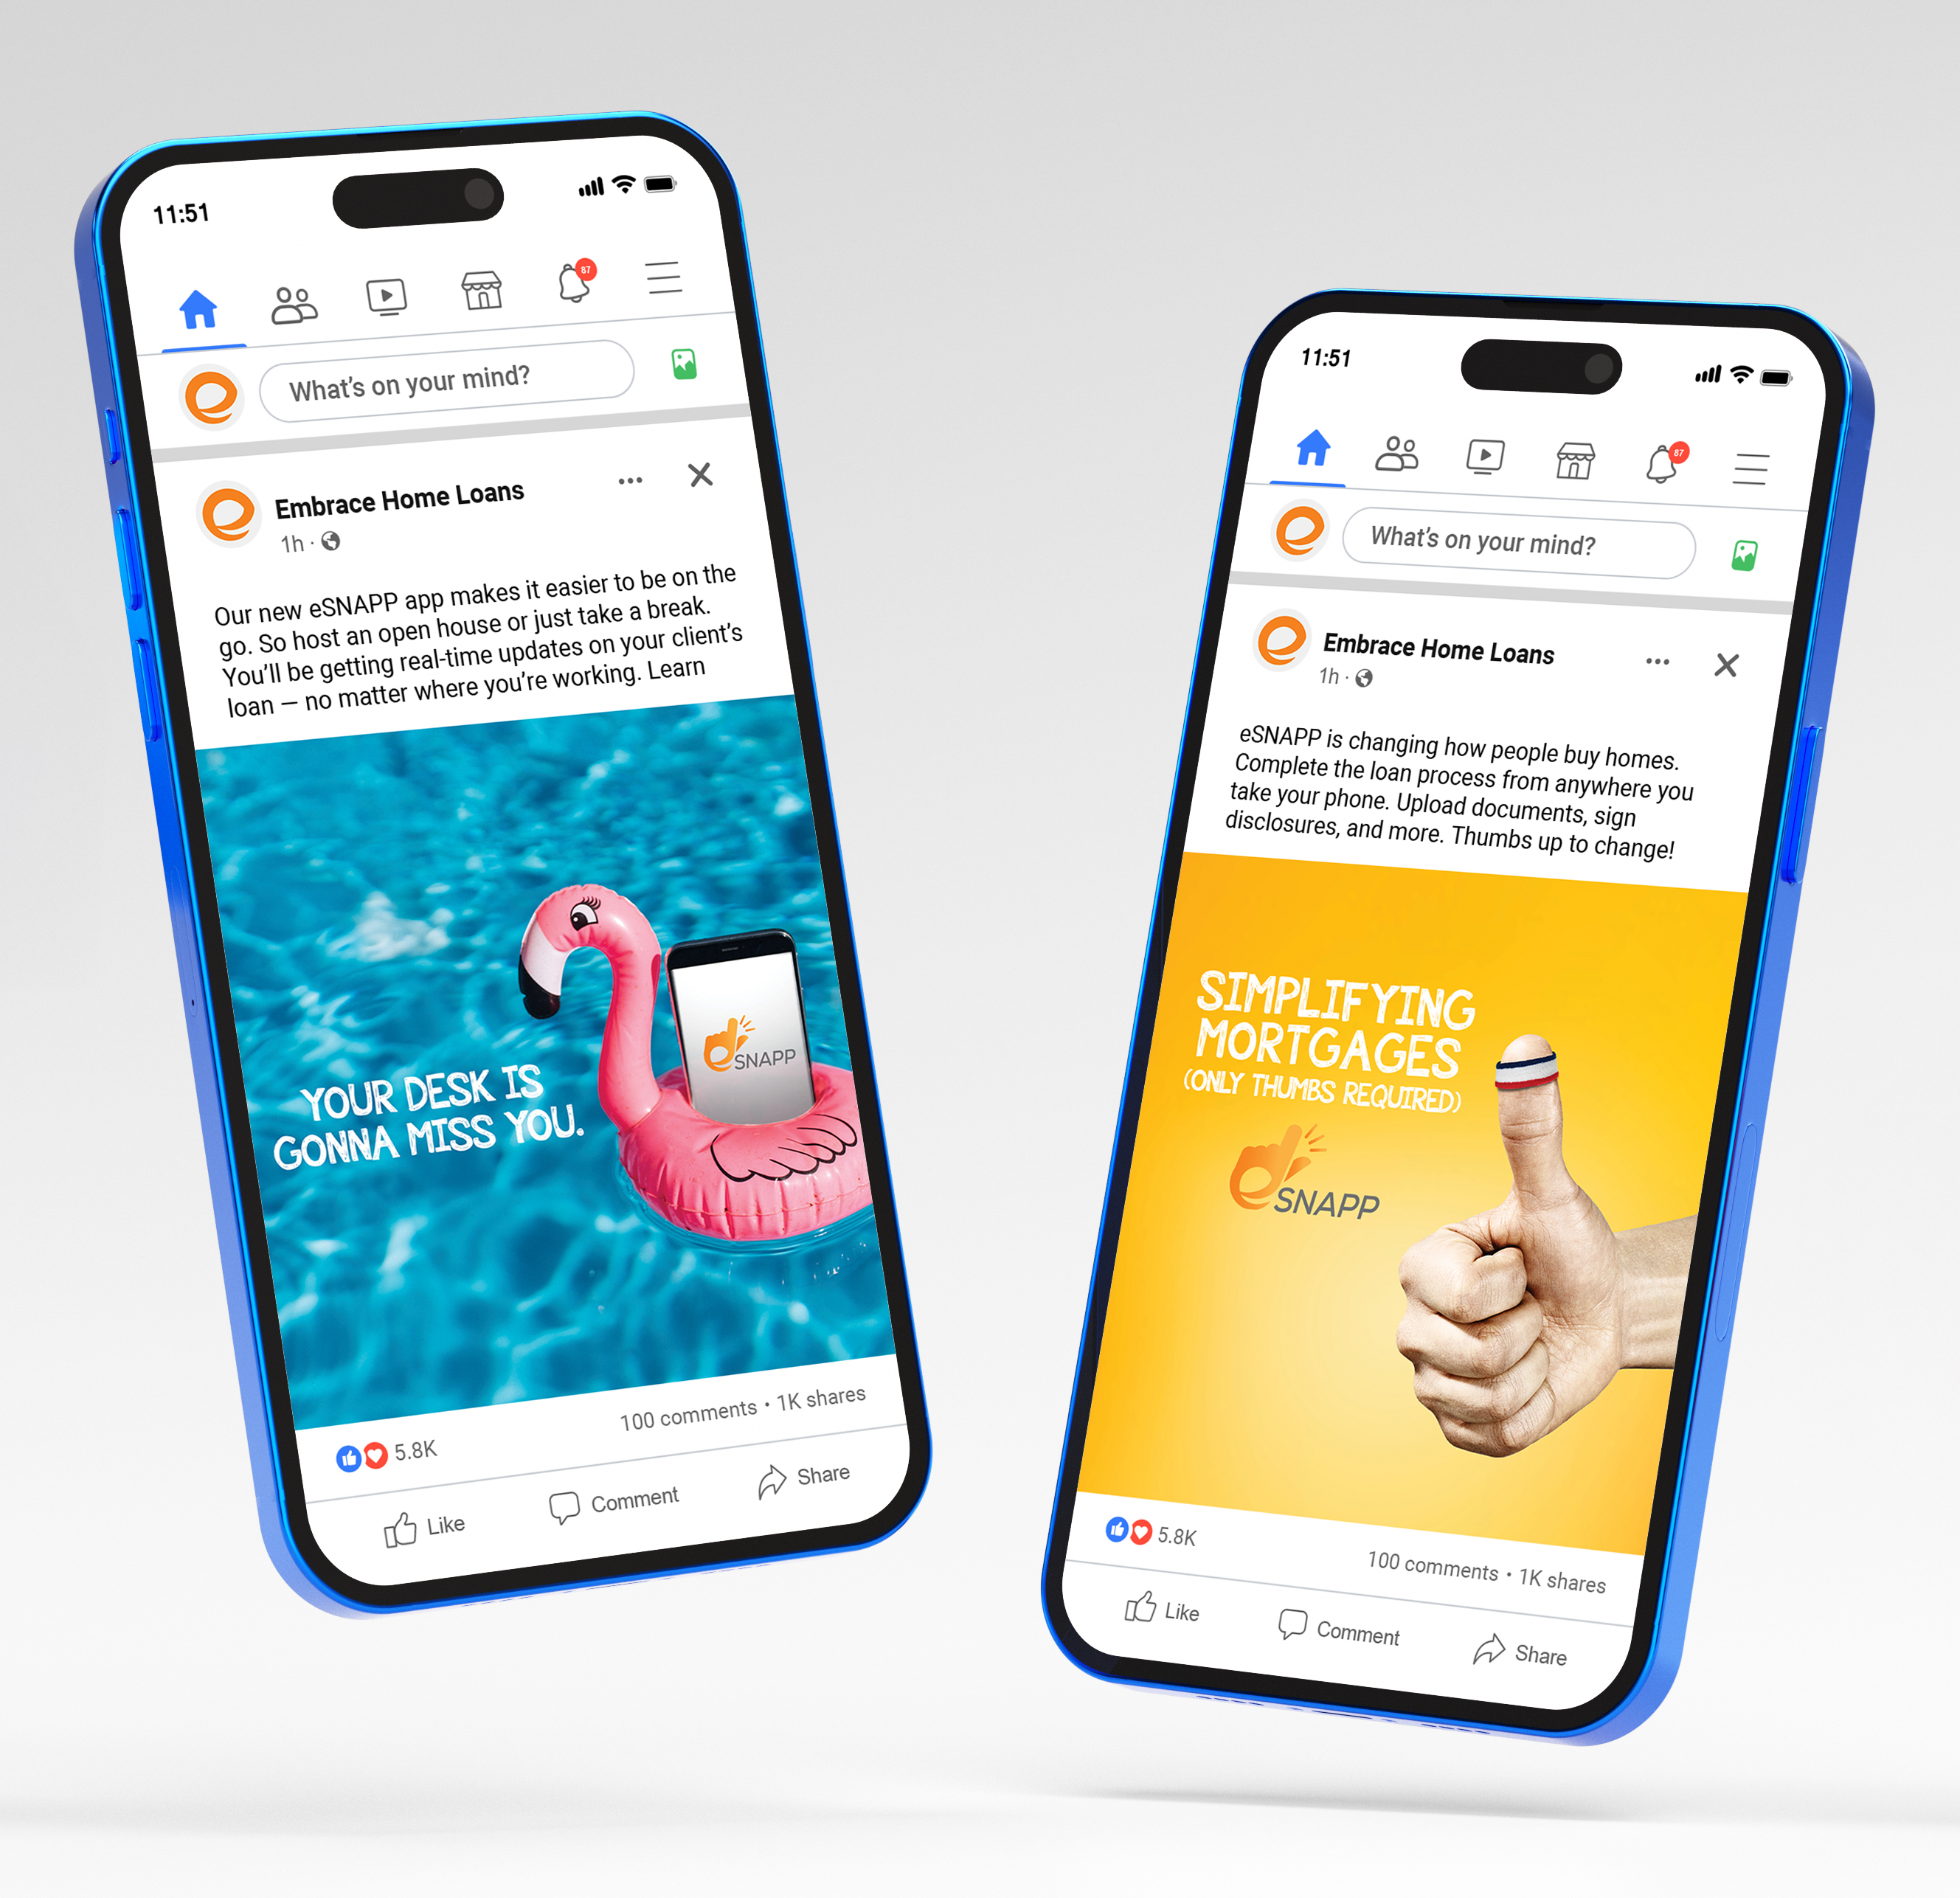 11:51
87
What's on your mind?
Embrace Home Loans
1h ·
Our new eSNAPP app makes it easier to be on the
go. So host an open house or just take a break.
You'll be getting real-time updates on your client's
loan — no matter where you're working. Learn
eSNAPP
YOUR DESK IS
GONNA MISS YOU.
5.8K
100 comments • 1K shares
Like
Comment
Share
11:51
87
What's on your mind?
Embrace Home Loans
1h ·
eSNAPP is changing how people buy homes.
Complete the loan process from anywhere you
take your phone. Upload documents, sign
disclosures, and more. Thumbs up to change!
SIMPLIFYING
MORTGAGES
(ONLY THUMBS REQUIRED)
eSNAPP
5.8K
100 comments • 1K shares
Like
Comment
Share